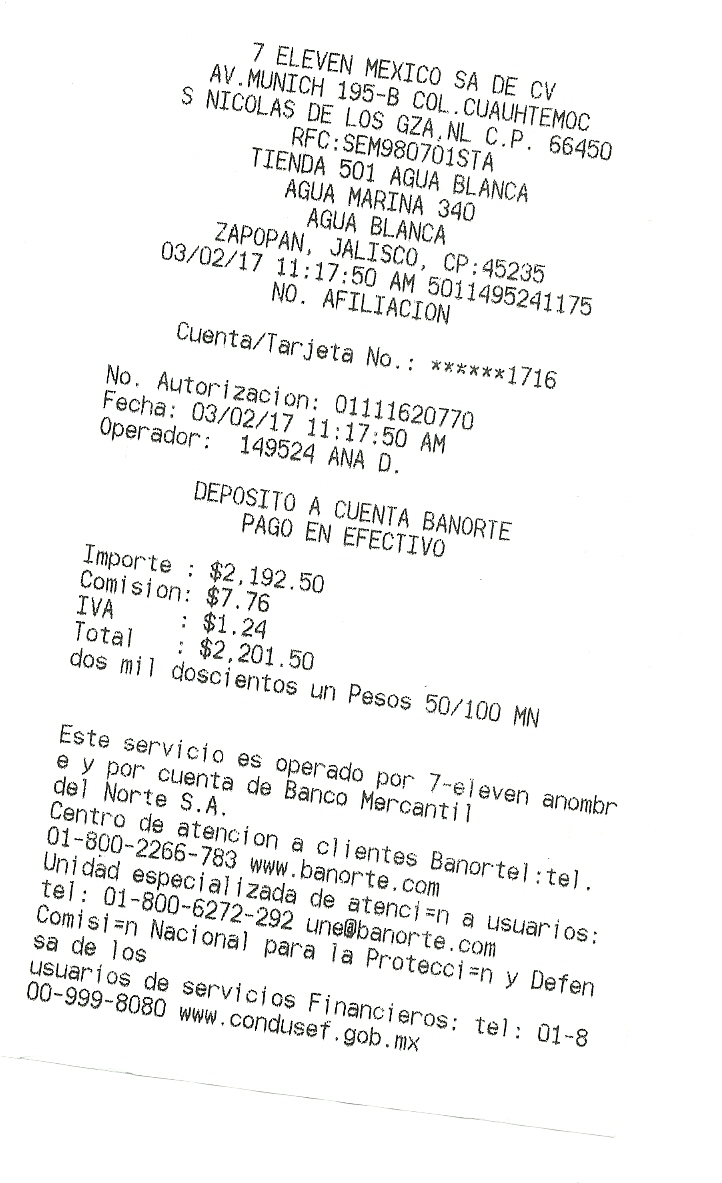 7 ELEVEN MEXICO SA DE CV
AV.MUNICH 195-B COL.CUAUHTEMOC
S NICOLAS DE LOS GZA,NL C.P. 66450
RFC:SEM980701STA
TIENDA 501 AGUA BLANCA
AGUA MARINA 340
AGUA BLANCA
ZAPOPAN, JALISCO, CP:45235
03/02/17 11:17:50 AM 5011495241175
NO. AFILIACION
Cuenta/Tarjeta No.: ******1716
No. Autorizacion: 01111620770
Fecha: 03/02/17 11:17:50 AM
Operador:  149524 ANA D.
DEPOSITO A CUENTA BANORTE
PAGO EN EFECTIVO
Importe : $2,192.50
Comision: $7.76
IVA     : $1.24
Total   : $2,201.50
dos mil doscientos un Pesos 50/100 MN
Este servicio es operado por 7-eleven anombr
e y por cuenta de Banco Mercantil
del Norte S.A.
Centro de atencion a clientes Banortel:tel.
01-800-2266-783 www.banorte.com
Unidad especializada de atenci=n a usuarios:
tel: 01-800-6272-292 une@banorte.com
Comisi=n Nacional para la Protecci=n y Defen
sa de los
usuarios de servicios Financieros: tel: 01-8
00-999-8080 www.condusef.gob.mx